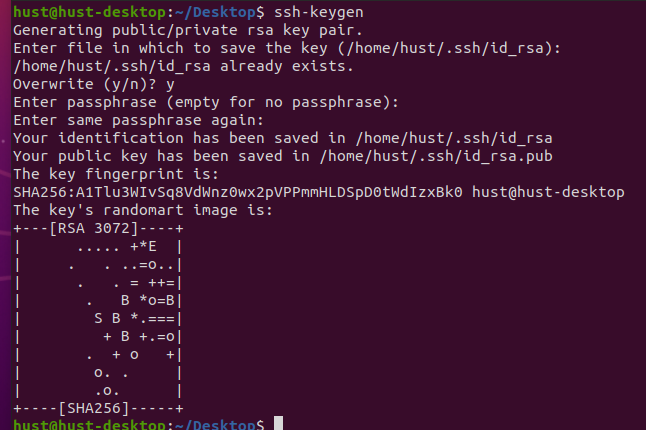 hust@hust-desktop:~/Desktop$ ssh-keygen
Generating public/private rsa key pair.
Enter file in which to save the key (/home/hust/.ssh/id_rsa):
/home/hust/.ssh/id_rsa already exists.
Overwrite (y/n)? y
Enter passphrase (empty for no passphrase):
Enter same passphrase again:
Your identification has been saved in /home/hust/.ssh/id_rsa
Your public key has been saved in /home/hust/.ssh/id_rsa.pub
The key fingerprint is:
SHA256:A1Tlu3WIvSq8VdWnz0wx2pVPPmmHLDSpD0tWdIzxBk0 hust@hust-desktop
The key's randomart image is:
+---[RSA 3072]----+
|       ..... +*E  |
|      .   . ..=o..|
|       .   . = ++=|
|        .   B *o=B|
|         S B *.===|
|          + B +.=o|
|        .  + o   +|
|         o. .     |
|         .o.      |
+----[SHA256]-----+
hust@hust-desktop:~/Desktop$